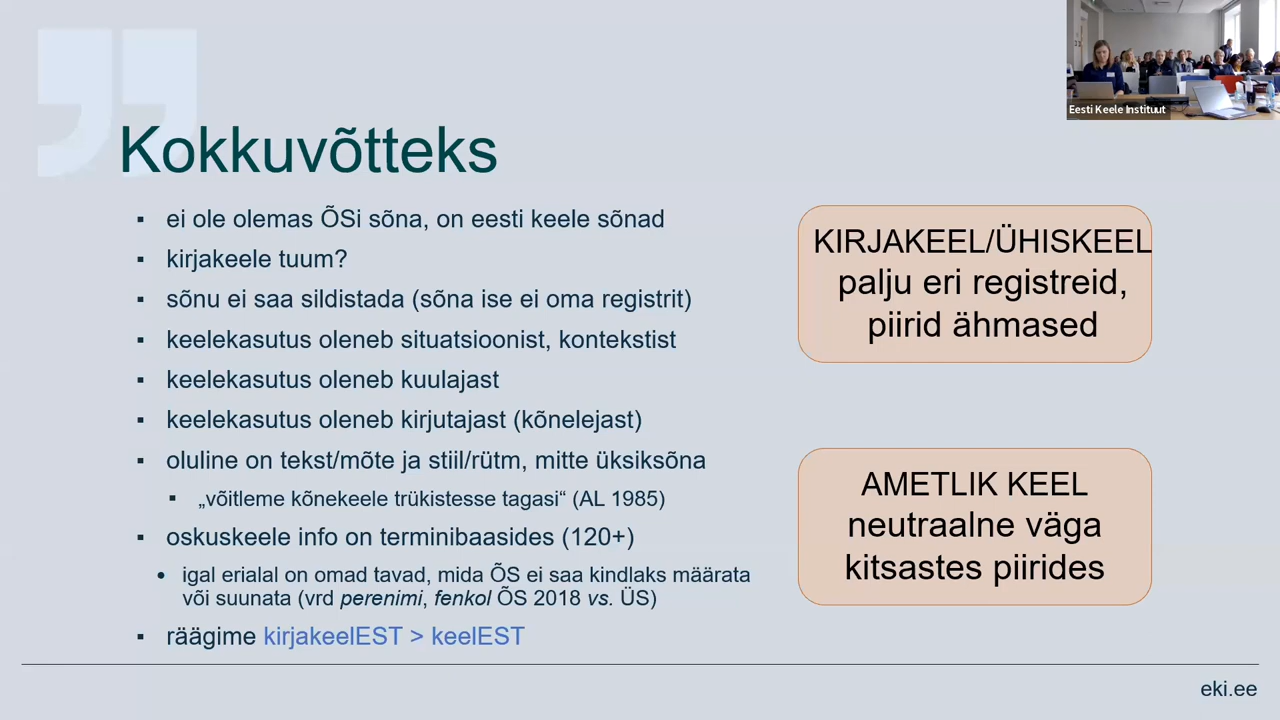 Eesti Keele Instituut
Kokkuvõtteks
ei ole olemas ÕSi sõna, on eesti keele sõnad
kirjakeele tuum?
sõnu ei saa sildistada (sõna ise ei oma registrit)
keelekasutus oleneb situatsioonist, kontekstist
keelekasutus oleneb kuulajast
keelekasutus oleneb kirjutajast (kõnelejast)
oluline on tekst/mõte ja stiil/rütm, mitte üksiksõna
„võitleme kõnekeele trükistesse tagasi“ (AL 1985)
oskuskeele info on terminibaasides (120+)
igal erialal on omad tavad, mida ÕS ei saa kindlaks määrata
või suunata (vrd perenimi, fenkol ÕS 2018 vs. ÜS)
räägime kirjakeelEST > keelEST
KIRJAKEEL/ÜHISKEEL
palju eri registreid,
piirid ähmased
AMETLIK KEEL
neutraalne väga
kitsastes piirides
eki.ee